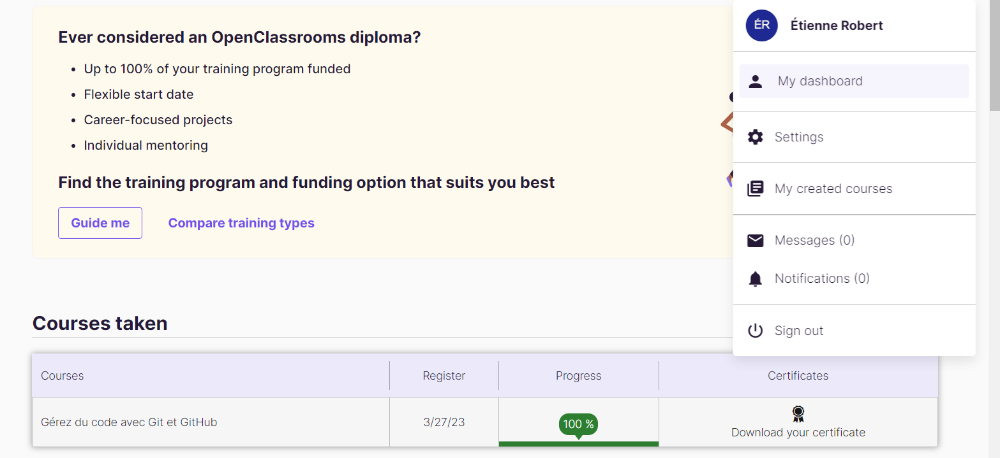 Ever considered an OpenClassrooms diploma?
Up to 100% of your training program funded
Flexible start date
Career-focused projects
Individual mentoring
Find the training program and funding option that suits you best
Guide me
Compare training types
ÉR
Étienne Robert
My dashboard
Settings
My created courses
Messages (0)
Notifications (0)
Sign out
Courses taken
Courses
Register
Progress
Certificates
Gérez du code avec Git et GitHub
3/27/23
100 %
Download your certificate